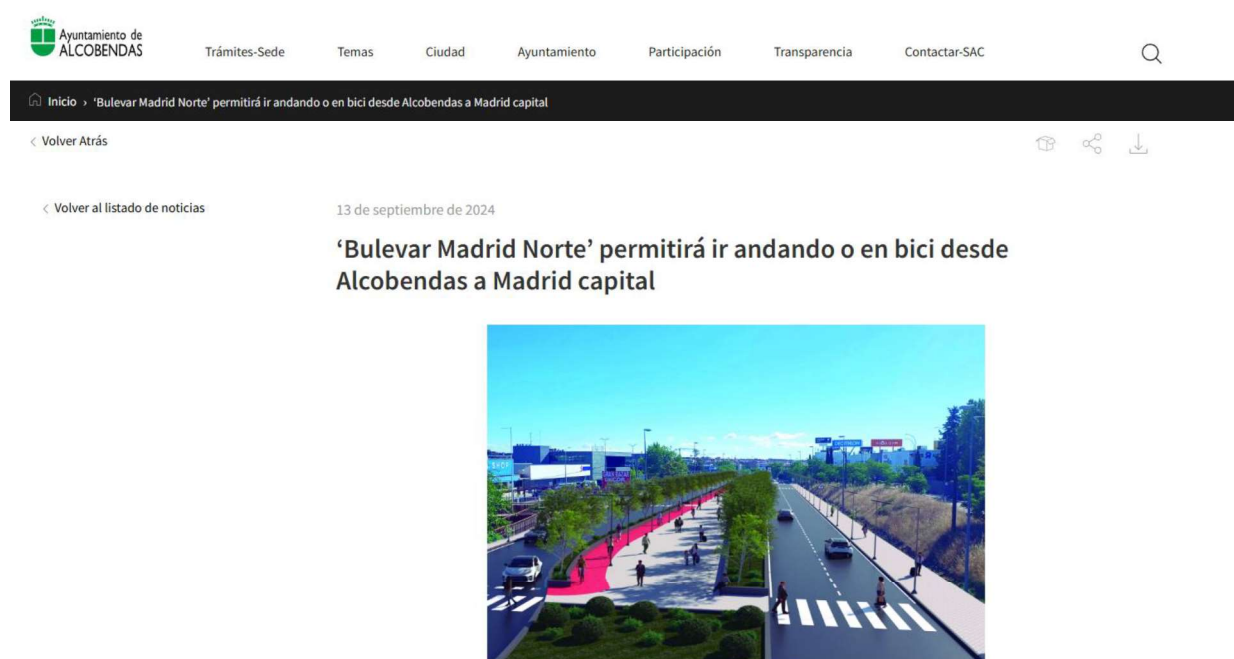 Ayuntamiento de
ALCOBENDAS
Trámites-Sede Temas Ciudad Ayuntamiento Participación Transparencia Contactar-SAC
Inicio › ‘Bulevar Madrid Norte’ permitirá ir andando o en bici desde Alcobendas a Madrid capital
‹ Volver Atrás
‹ Volver al listado de noticias
13 de septiembre de 2024
‘Bulevar Madrid Norte’ permitirá ir andando o en bici desde
Alcobendas a Madrid capital
SHOP